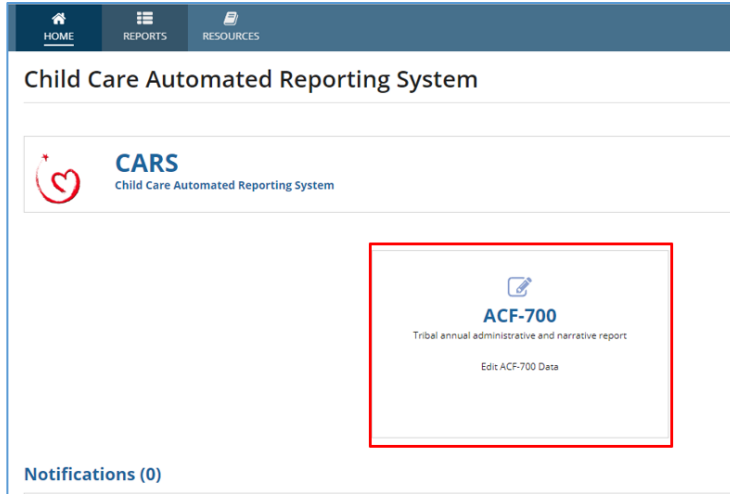 HOME REPORTS RESOURCES
Child Care Automated Reporting System
CARS
Child Care Automated Reporting System
ACF-700
Tribal annual administrative and narrative report
Edit ACF-700 Data
Notifications (0)